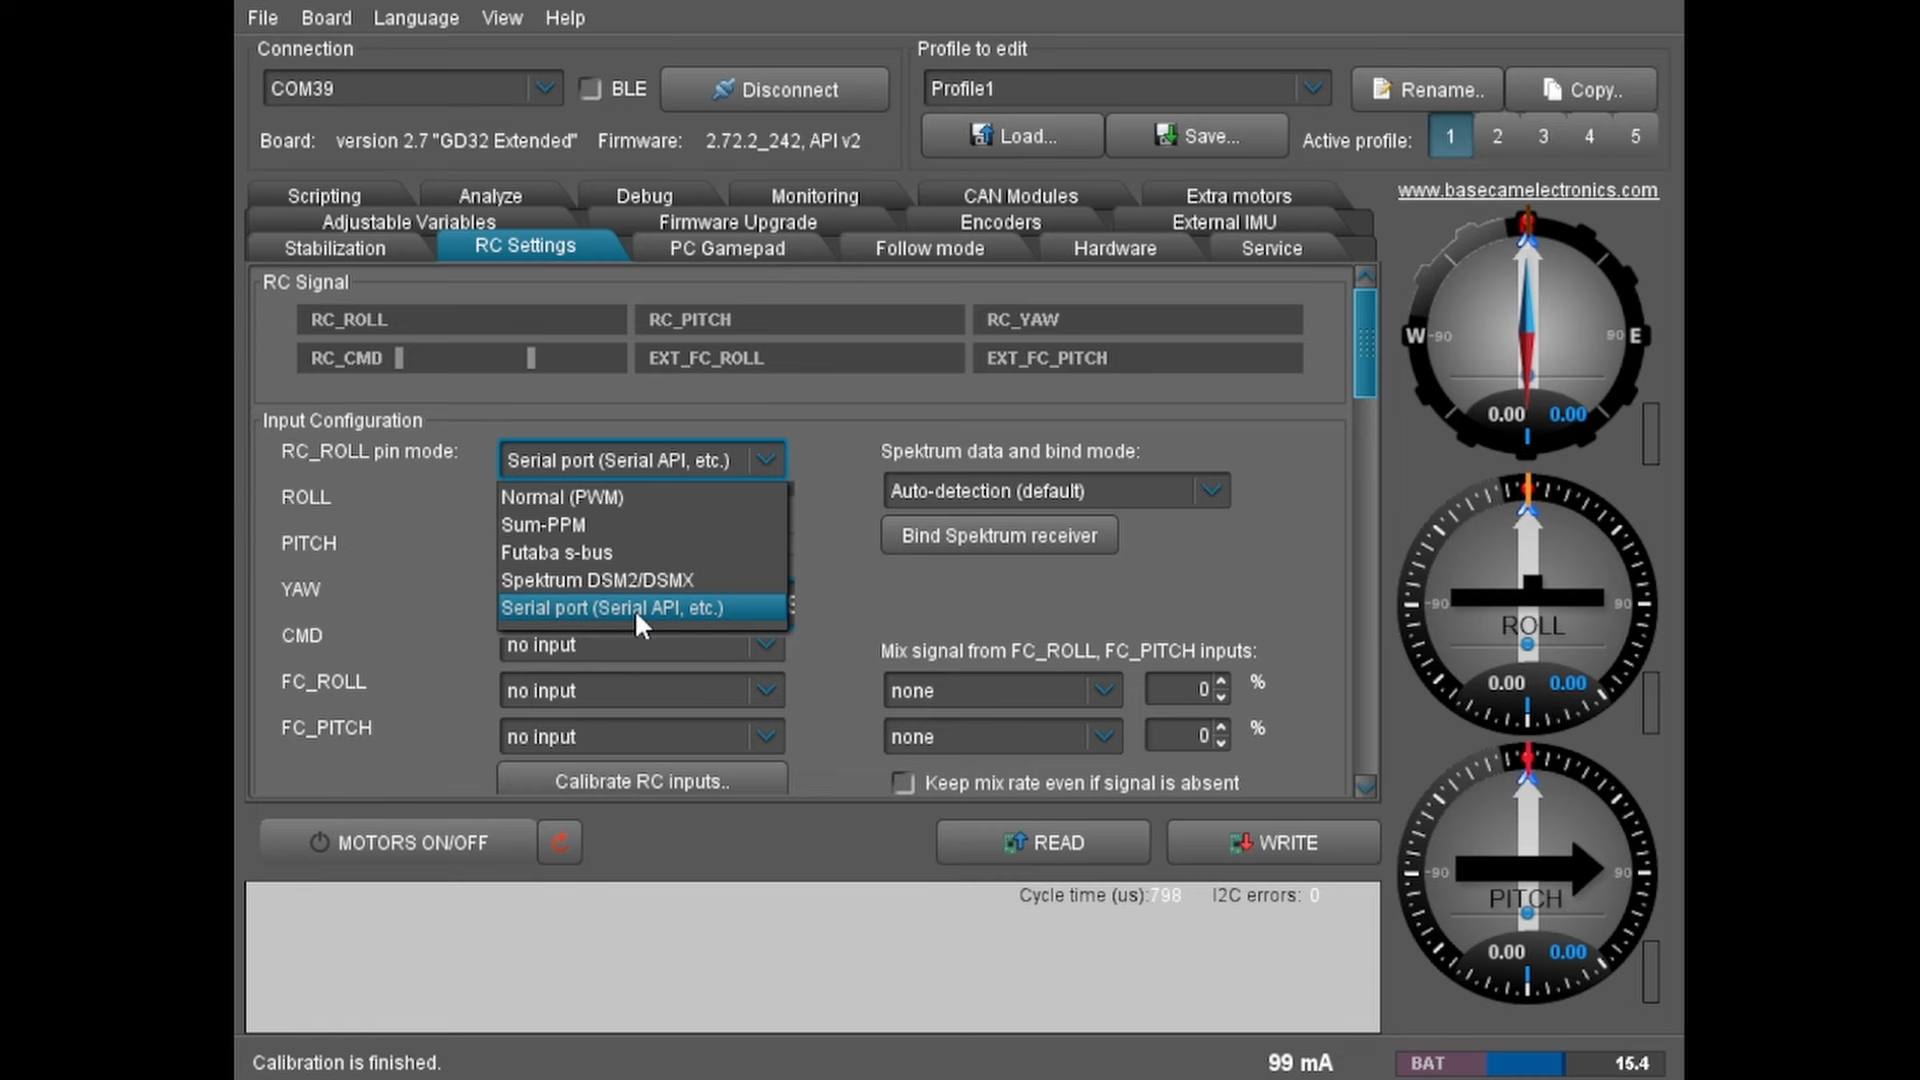 File Board Language View Help
Connection
COM39 BLE Disconnect
Board: version 2.7 "GD32 Extended" Firmware: 2.72.2_242, API v2
Profile to edit
Profile1 Rename.. Copy..
Load... Save... Active profile: 1 2 3 4 5
Scripting Analyze Debug Monitoring CAN Modules Extra motors
Adjustable Variables Firmware Upgrade Encoders External IMU
Stabilization RC Settings PC Gamepad Follow mode Hardware Service
www.basecamelectronics.com
RC Signal
RC_ROLL RC_PITCH RC_YAW
RC_CMD EXT_FC_ROLL EXT_FC_PITCH
Input Configuration
RC_ROLL pin mode: Serial port (Serial API, etc.)
Normal (PWM)
Sum-PPM
Futaba s-bus
Spektrum DSM2/DSMX
Serial port (Serial API, etc.)
ROLL
PITCH
YAW
CMD no input
FC_ROLL no input
FC_PITCH no input
Calibrate RC inputs..
Spektrum data and bind mode:
Auto-detection (default)
Bind Spektrum receiver
Mix signal from FC_ROLL, FC_PITCH inputs:
none 0 %
none 0 %
Keep mix rate even if signal is absent
W -90 90 E
0.00 0.00
-90 90
ROLL
0.00 0.00
-90 90
PITCH
0.00 0.00
MOTORS ON/OFF READ WRITE
Cycle time (us):798 I2C errors: 0
Calibration is finished. 99 mA BAT 15.4